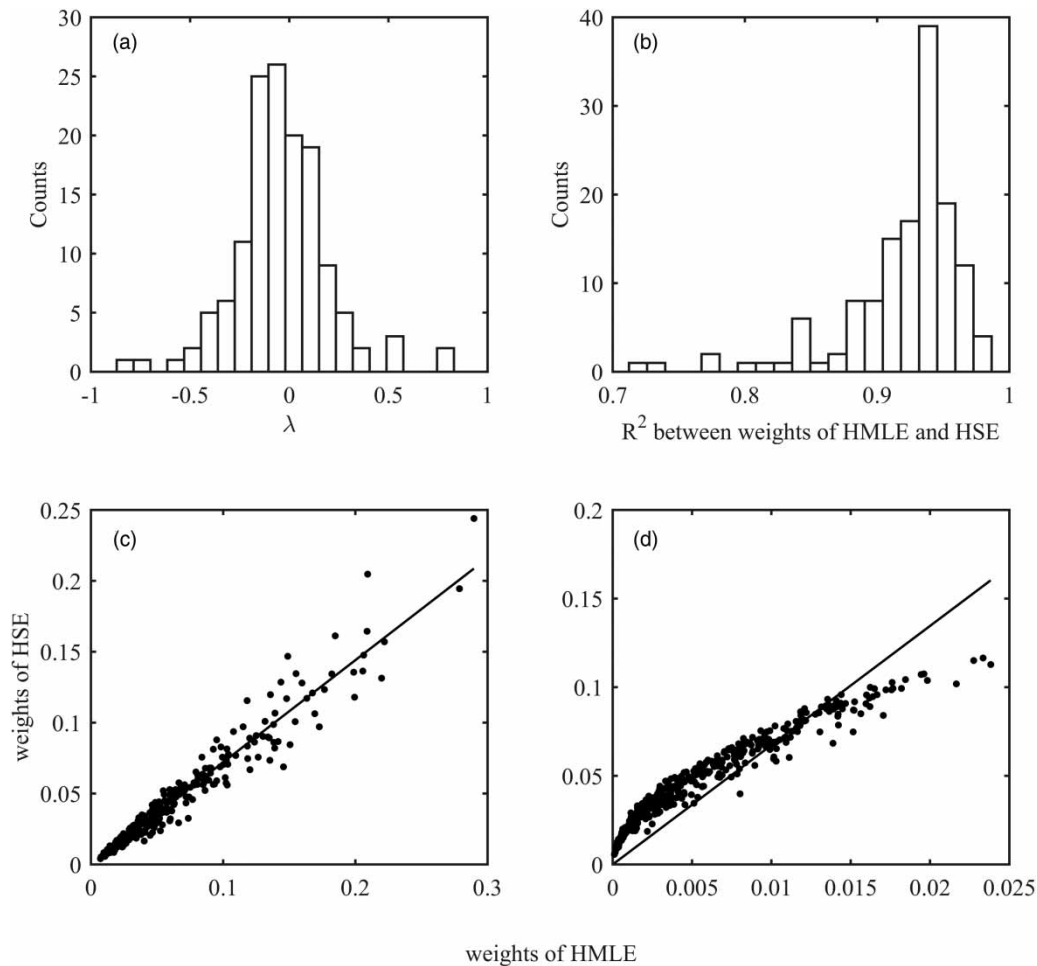 (a)
30
25
20
15
10
5
0
Counts
-1 -0.5 0 0.5 1
λ
(b)
40
30
20
10
0
Counts
0.7 0.8 0.9 1
R² between weights of HMLE and HSE
(c)
0.25
0.2
0.15
0.1
0.05
0
weights of HSE
0 0.1 0.2 0.3
(d)
0.2
0.15
0.1
0.05
0
0 0.005 0.01 0.015 0.02 0.025
weights of HMLE